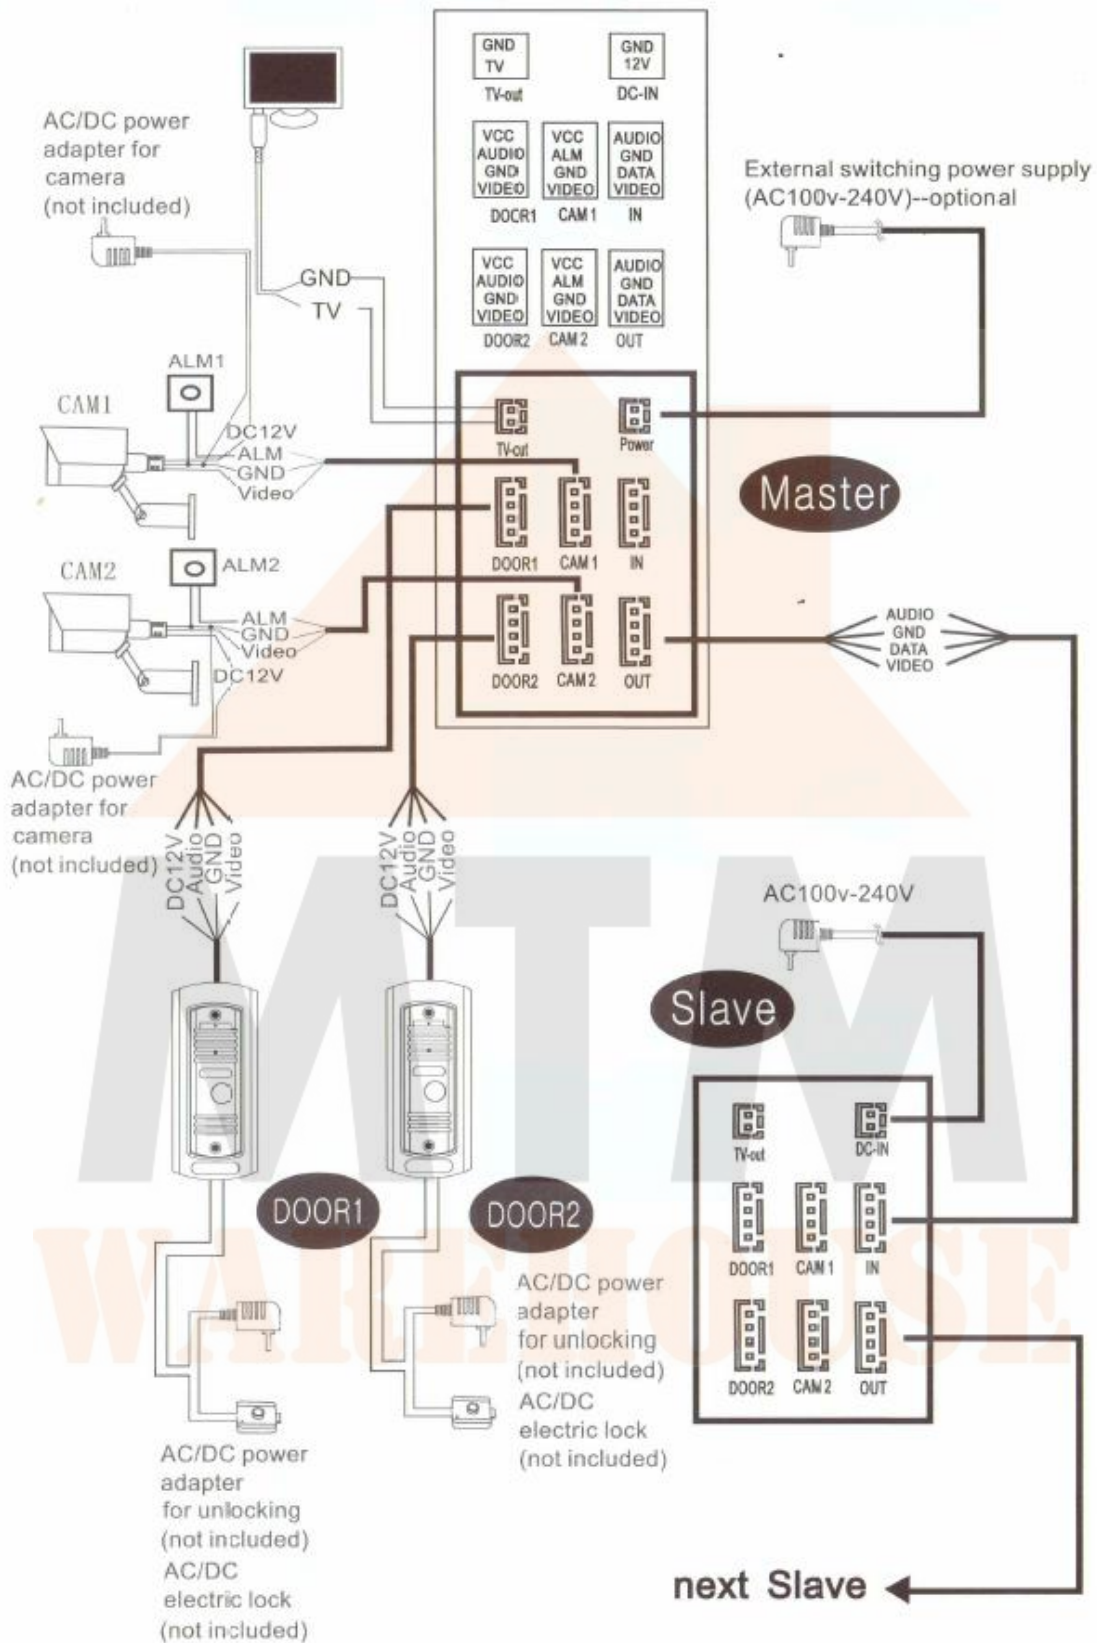 GND
TV
TV-out
GND
12V
DC-IN
VCC
AUDIO
GND
VIDEO
DOOR1
VCC
ALM
GND
VIDEO
CAM 1
AUDIO
GND
DATA
VIDEO
IN
VCC
AUDIO
GND
VIDEO
DOOR2
VCC
ALM
GND
VIDEO
CAM 2
AUDIO
GND
DATA
VIDEO
OUT
AC/DC power
adapter for
camera
(not included)
GND
TV
External switching power supply
(AC100v-240V)--optional
ALM1
CAM1
DC12V
ALM
GND
Video
TV-out
Power
DOOR1
CAM 1
IN
DOOR2
CAM 2
OUT
Master
ALM2
CAM2
ALM
GND
Video
DC12V
AC/DC power
adapter for
camera
(not included)
AUDIO
GND
DATA
VIDEO
DC12V
Audio
GND
Video
DC12V
Audio
GND
Video
AC100v-240V
Slave
TV-out
DC-IN
DOOR1
CAM 1
IN
DOOR2
CAM 2
OUT
DOOR1
DOOR2
AC/DC power
adapter
for unlocking
(not included)
AC/DC
electric lock
(not included)
AC/DC power
adapter
for unlocking
(not included)
AC/DC
electric lock
(not included)
next Slave
MTM
WAREHOUSE